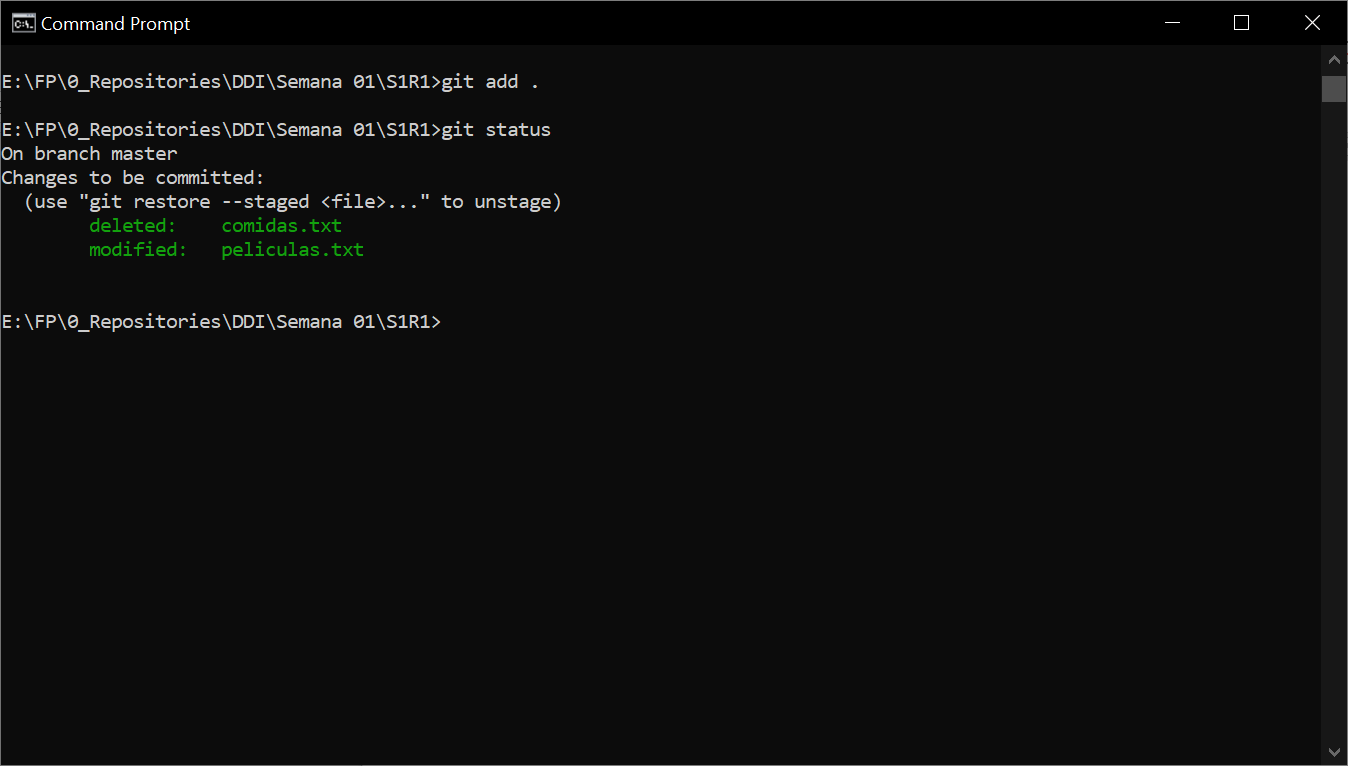 Command Prompt
E:\FP\0_Repositories\DDI\Semana 01\S1R1>git add .
E:\FP\0_Repositories\DDI\Semana 01\S1R1>git status
On branch master
Changes to be committed:
  (use "git restore --staged <file>..." to unstage)
        deleted:    comidas.txt
        modified:   peliculas.txt
E:\FP\0_Repositories\DDI\Semana 01\S1R1>